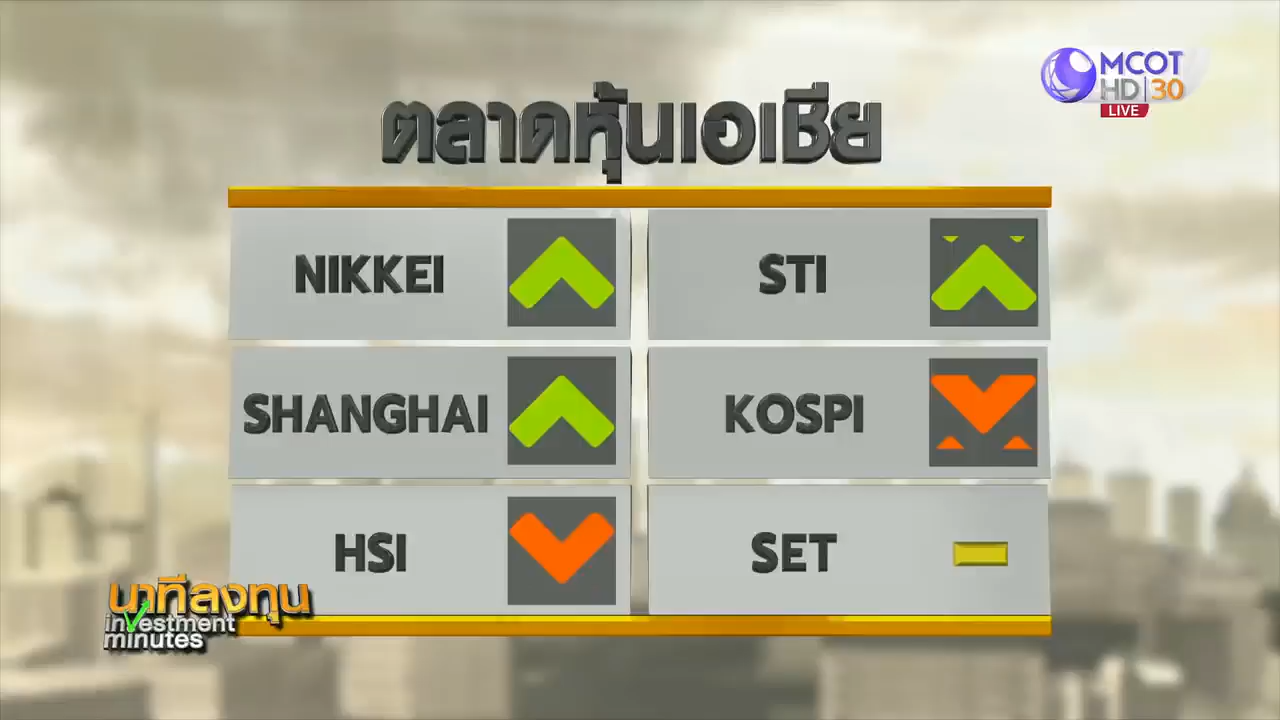 ตลาดหุ้นเอเชีย
MCOT
HD 30
LIVE
NIKKEI
STI
SHANGHAI
KOSPI
HSI
SET
นาทีลงทุน
investment
minutes